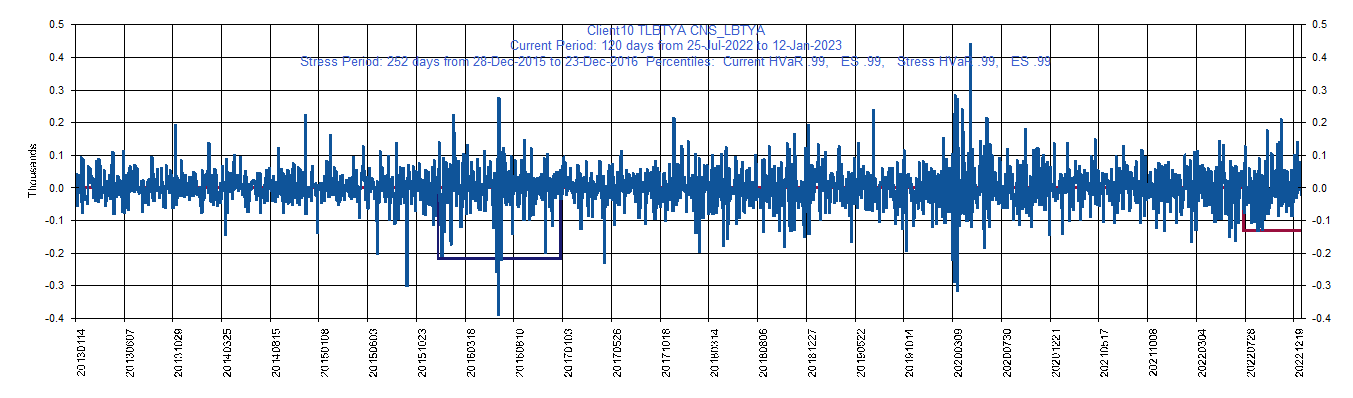 Client10 TLBTYA CNS_LBTYA
Current Period: 120 days from 25-Jul-2022 to 12-Jan-2023
Stress Period: 252 days from 28-Dec-2015 to 23-Dec-2016 Percentiles: Current HVaR .99, ES .99, Stress HVaR .99, ES .99
0.5 0.5
0.4 0.4
0.3 0.3
0.2 0.2
0.1 0.1
0.0 0.0
-0.1 -0.1
-0.2 -0.2
-0.3 -0.3
-0.4 -0.4
Thousands
20130114 20130607 20131029 20140325 20140815 20150108 20150603 20151023 20160318 20160810 20170103 20170526 20171018 20180314 20180806 20181227 20190522 20191014 20200309 20200730 20201221 20210517 20211008 20220304 20220728 20221219